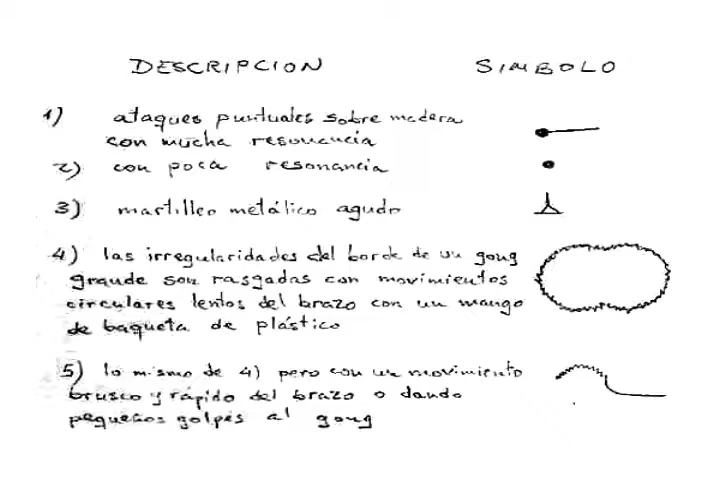 DESCRIPCION SIMBOLO
1) ataques puntuales sobre madera
con mucha resonancia
2) con poca resonancia
3) martilleo metálico agudo
4) las irregularidades del borde de un gong
grande son rasgadas con movimientos
circulares lentos del brazo con un mango
de baqueta de plástico
5) lo mismo de 4) pero con un movimiento
brusco y rápido del brazo o dando
pequeños golpes al gong